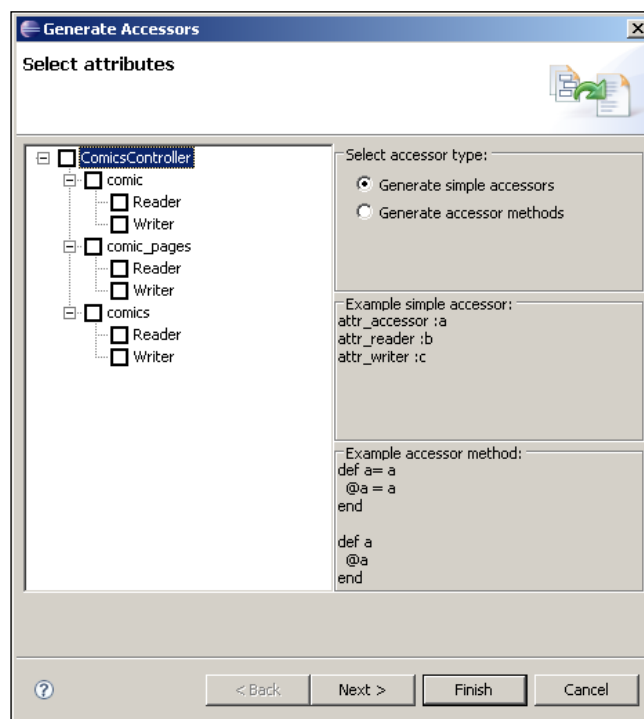 Generate Accessors
Select attributes
ComicsController
comic
Reader
Writer
comic_pages
Reader
Writer
comics
Reader
Writer
Select accessor type:
Generate simple accessors
Generate accessor methods
Example simple accessor:
attr_accessor :a
attr_reader :b
attr_writer :c
Example accessor method:
def a= a
@a = a
end
def a
@a
end
?
< Back
Next >
Finish
Cancel